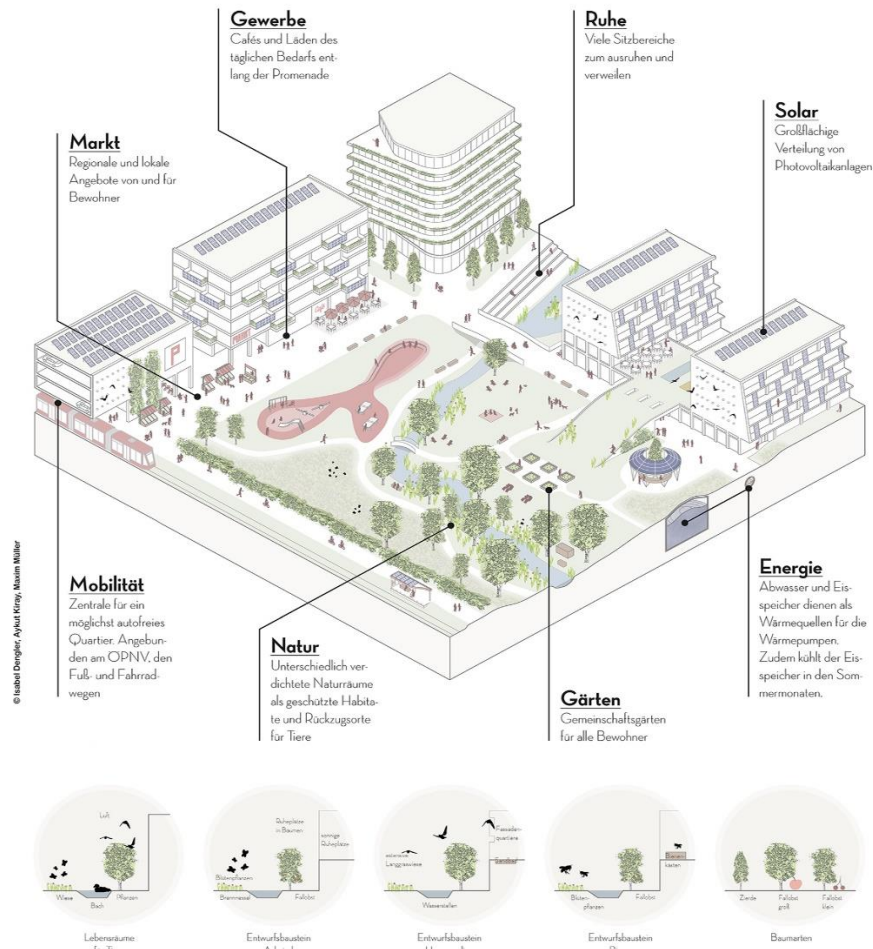 Gewerbe
Cafés und Läden des
täglichen Bedarfs ent-
lang der Promenade
Ruhe
Viele Sitzbereiche
zum ausruhen und
verweilen
Markt
Regionale und lokale
Angebote von und für
Bewohner
Solar
Großflächige
Verteilung von
Photovoltaikanlagen
P
Mobilität
Zentrale für ein
möglichst autofreies
Quartier. Angebun-
den am ÖPNV, den
Fuß- und Fahrrad-
wegen
Natur
Unterschiedlich ver-
dichtete Naturräume
als geschützte Habita-
te und Rückzugsorte
für Tiere
Gärten
Gemeinschaftsgärten
für alle Bewohner
Energie
Abwasser und Eis-
speicher dienen als
Wärmequellen für die
Wärmepumpen.
Zudem kühlt der Eis-
speicher in den Som-
mermonaten.
© Isabel Dengler, Aykut Kiray, Maxim Müller
Luft
Wiese
Bach
Pflanzen
Lebensräume
Ruheplätze
in Bäumen
sonnige
Ruheplätze
Blütenpflanzen
Brennnessel
Fallobst
Entwurfsbaustein
Fassaden-
quartiere
extensive
Langgraswiese
Wasserstellen
Entwurfsbaustein
Bienen
kästen
Blüten-
pflanzen
Fallobst
Entwurfsbaustein
Zierde
Fallobst
groß
Fallobst
klein
Baumarten